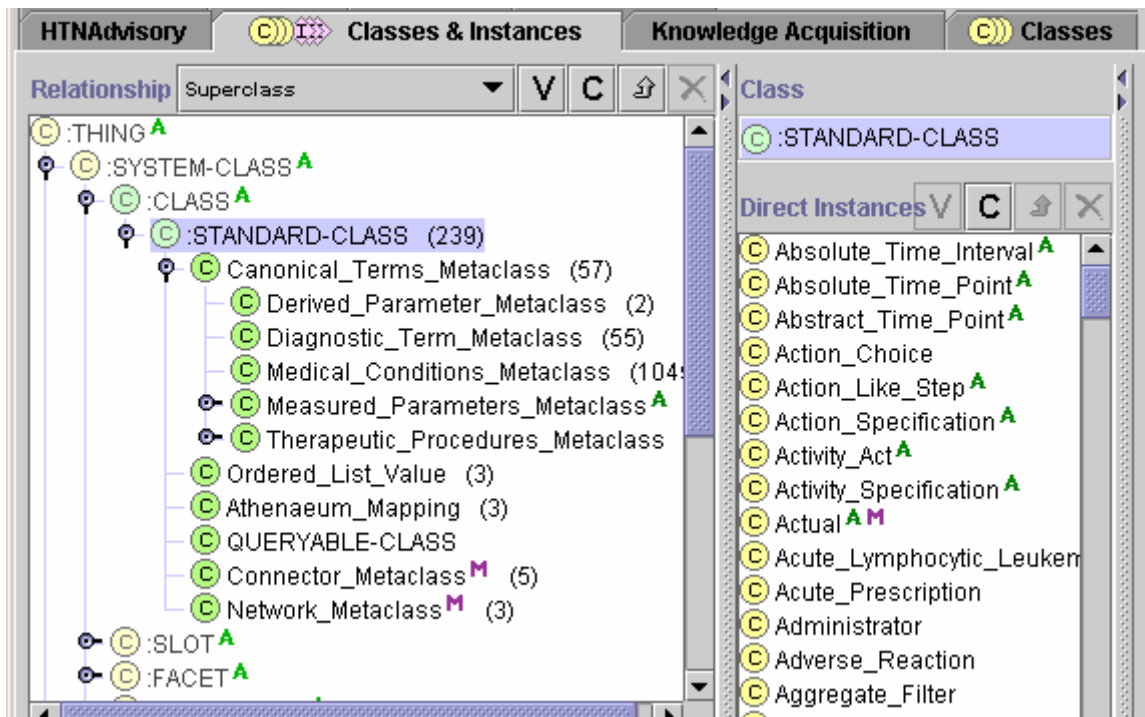 HTNAdvisory
C I Classes & Instances
Knowledge Acquisition
C Classes
Relationship Superclass V C
C :THING A
C :SYSTEM-CLASS A
C :CLASS A
C :STANDARD-CLASS (239)
C Canonical_Terms_Metaclass (57)
C Derived_Parameter_Metaclass (2)
C Diagnostic_Term_Metaclass (55)
C Medical_Conditions_Metaclass
C Measured_Parameters_Metaclass A
C Therapeutic_Procedures_Metaclass
C Ordered_List_Value (3)
C Athenaeum_Mapping (3)
C QUERYABLE-CLASS
C Connector_Metaclass M (5)
C Network_Metaclass M (3)
C :SLOT A
C :FACET A
Class
C :STANDARD-CLASS
Direct Instances V C
C Absolute_Time_Interval A
C Absolute_Time_Point A
C Abstract_Time_Point A
C Action_Choice
C Action_Like_Step A
C Action_Specification A
C Activity_Act A
C Activity_Specification A
C Actual A M
C Acute_Lymphocytic_Leukem
C Acute_Prescription
C Administrator
C Adverse_Reaction
C Aggregate_Filter